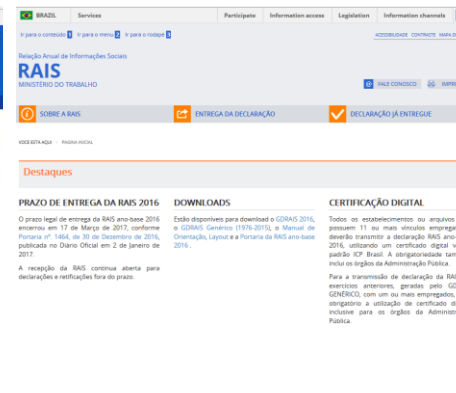 BRAZIL Services Participate Information access Legislation Information channels
Ir para o conteúdo 1 Ir para o menu 2 Ir para o rodapé 3 ACESSIBILIDADE CONTRASTE MAPA D
Relação Anual de Informações Sociais
RAIS
MINISTÉRIO DO TRABALHO
FALE CONOSCO IMPRI
SOBRE A RAIS ENTREGA DA DECLARAÇÃO DECLARAÇÃO JÁ ENTREGUE
VOCÊ ESTÁ AQUI: PÁGINA INICIAL
Destaques
PRAZO DE ENTREGA DA RAIS 2016
O prazo legal de entrega da RAIS ano-base 2016
encerrou em 17 de Março de 2017, conforme
Portaria nº. 1464, de 30 de Dezembro de 2016,
publicada no Diário Oficial em 2 de Janeiro de
2017.
A recepção da RAIS continua aberta para
declarações e retificações fora do prazo.
DOWNLOADS
Estão disponíveis para download o GDRAIS 2016,
o GDRAIS Genérico (1976-2015), o Manual de
Orientação, Layout e a Portaria da RAIS ano-base
2016 .
CERTIFICAÇÃO DIGITAL
Todos os estabelecimentos ou arquivos
possuem 11 ou mais vínculos emprega
deverão transmitir a declaração RAIS ano-
2016, utilizando um certificado digital v
padrão ICP Brasil. A obrigatoriedade tam
inclui os órgãos da Administração Pública.
Para a transmissão de declaração da RAI
exercícios anteriores, geradas pelo GD
GENÉRICO, com um ou mais empregados,
obrigatório a utilização de certificado di
inclusive para os órgãos da Administr
Pública.